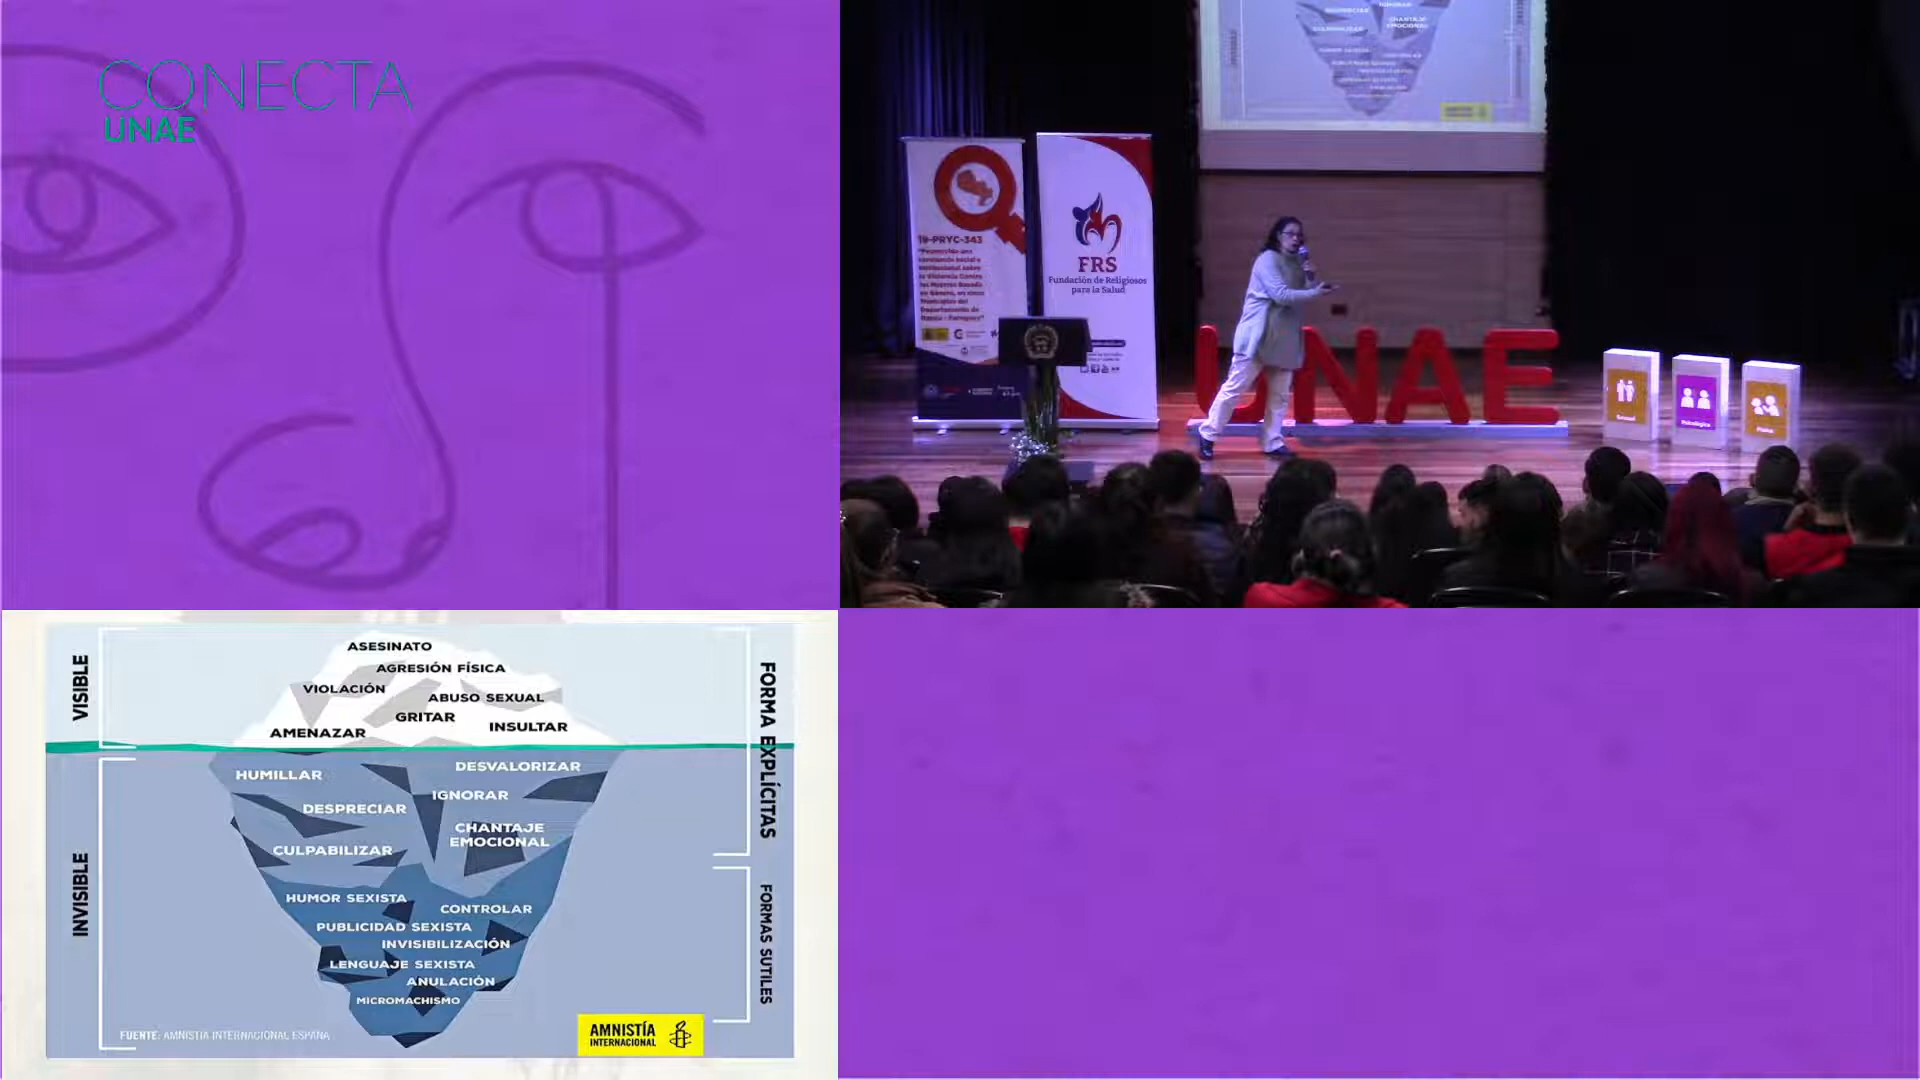 CONECTA
UNAE
19-PRYC-343
FRS
Fundación de Religiosos
para la Salud
UNAE
VISIBLE
ASESINATO
AGRESIÓN FÍSICA
VIOLACIÓN
ABUSO SEXUAL
GRITAR
INSULTAR
AMENAZAR
FORMA EXPLÍCITAS
INVISIBLE
HUMILLAR
DESVALORIZAR
IGNORAR
DESPRECIAR
CHANTAJE
EMOCIONAL
CULPABILIZAR
HUMOR SEXISTA
CONTROLAR
PUBLICIDAD SEXISTA
INVISIBILIZACIÓN
LENGUAJE SEXISTA
ANULACIÓN
MICROMACHISMO
FORMAS SUTILES
FUENTE: AMNISTIA INTERNACIONAL ESPAÑA
AMNISTÍA
INTERNACIONAL